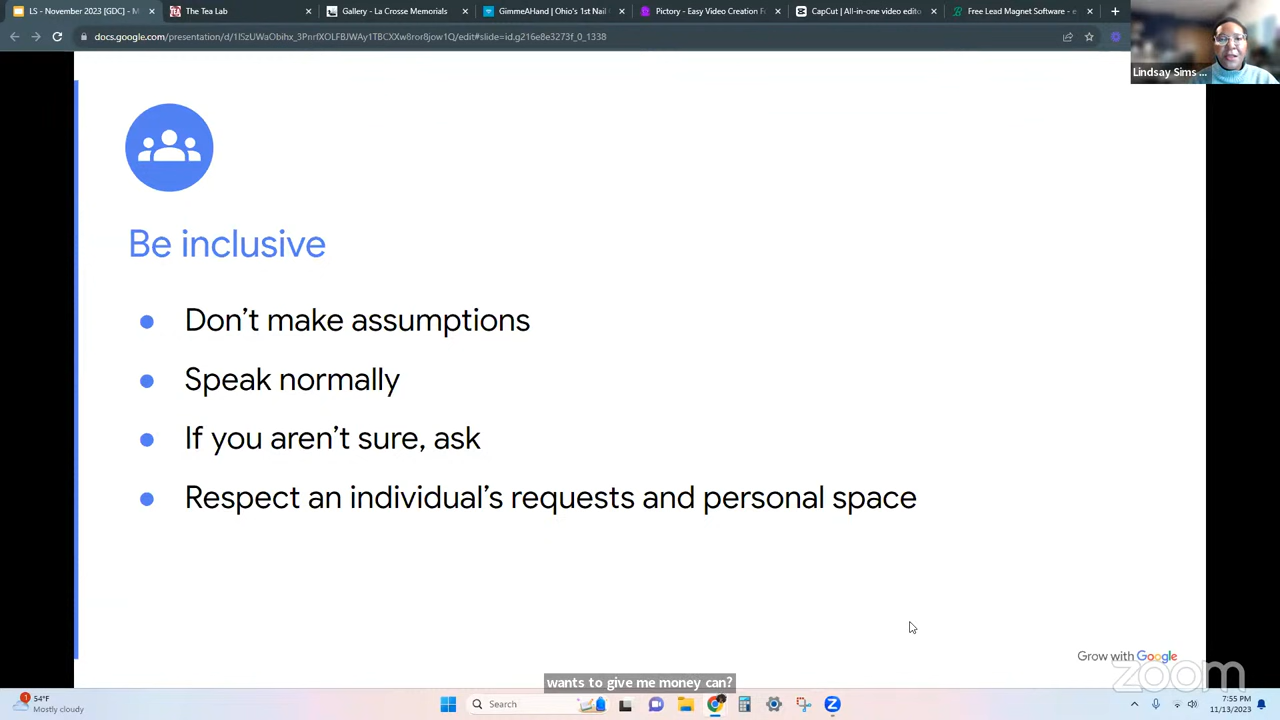 LS - November 2023 [GDC] - M
The Tea Lab
Gallery - La Crosse Memorials
GimmeAHand | Ohio's 1st Nail
Pictory - Easy Video Creation F
CapCut | All-in-one video edito
Free Lead Magnet Software - e
Lindsay Sims ...
Be inclusive
Don't make assumptions
Speak normally
If you aren't sure, ask
Respect an individual's requests and personal space
Grow with Google
zoom
wants to give me money can?
1
54°F
Mostly cloudy
Search
7:55 PM
11/13/2023